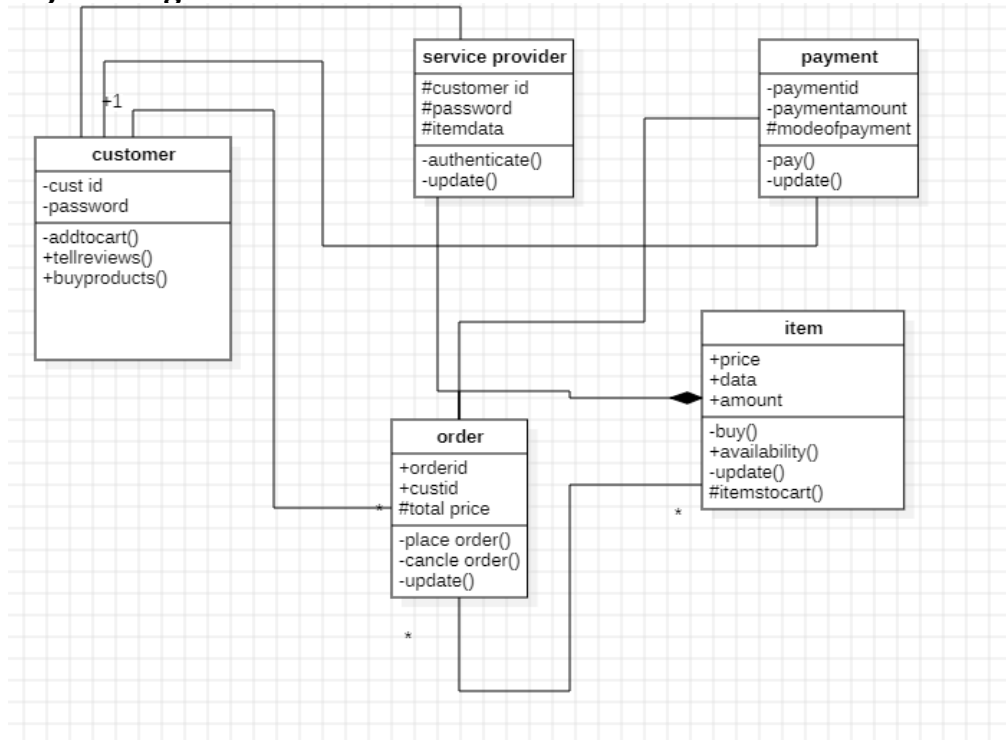 service provider
#customer id
#password
#itemdata
-authenticate()
-update()
payment
-paymentid
-paymentamount
#modeofpayment
-pay()
-update()
+1
customer
-cust id
-password
-addtocart()
+tellreviews()
+buyproducts()
item
+price
+data
+amount
-buy()
+availability()
-update()
#itemstocart()
*
order
+orderid
+custid
#total price
-place order()
-cancle order()
-update()
*
*